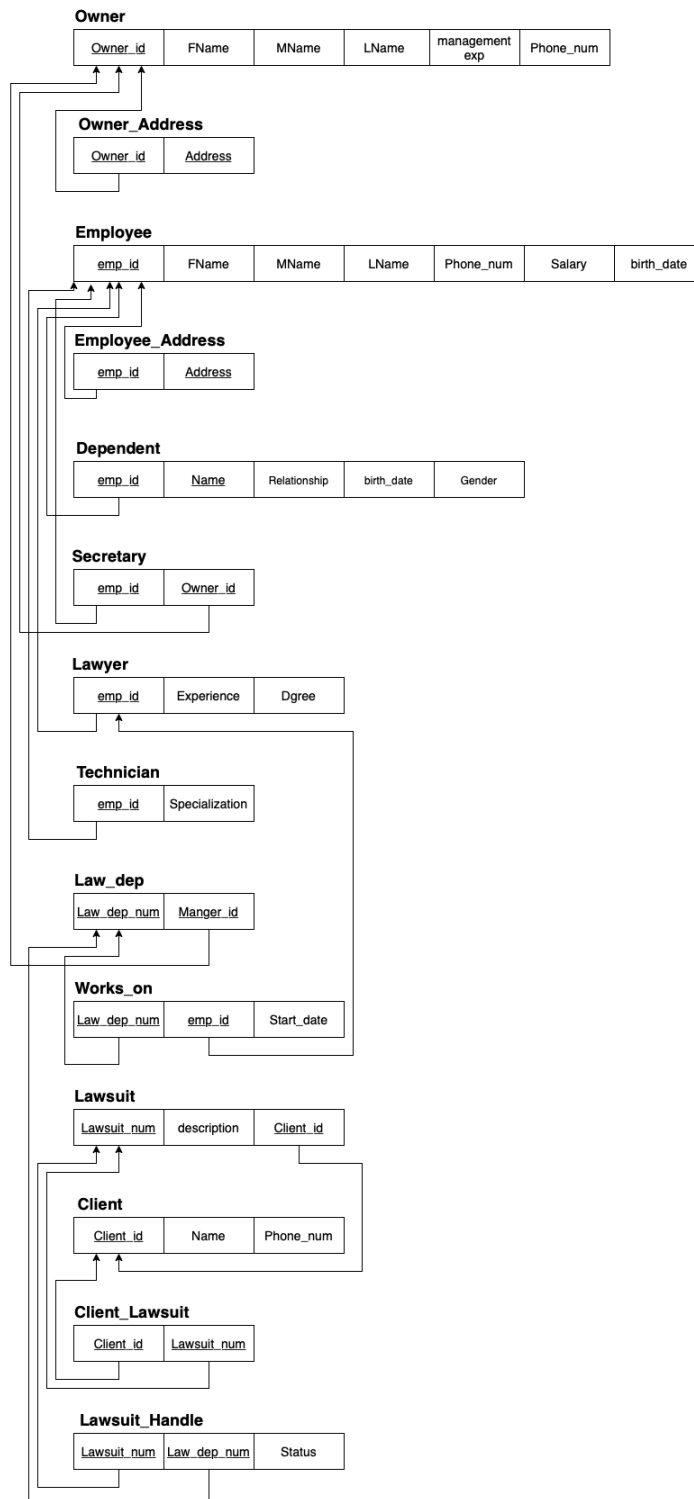 Owner
Owner_id FName MName LName management exp Phone_num
Owner_Address
Owner_id Address
Employee
emp_id FName MName LName Phone_num Salary birth_date
Employee_Address
emp_id Address
Dependent
emp_id Name Relationship birth_date Gender
Secretary
emp_id Owner_id
Lawyer
emp_id Experience Dgree
Technician
emp_id Specialization
Law_dep
Law_dep_num Manger_id
Works_on
Law_dep_num emp_id Start_date
Lawsuit
Lawsuit_num description Client_id
Client
Client_id Name Phone_num
Client_Lawsuit
Client_id Lawsuit_num
Lawsuit_Handle
Lawsuit_num Law_dep_num Status